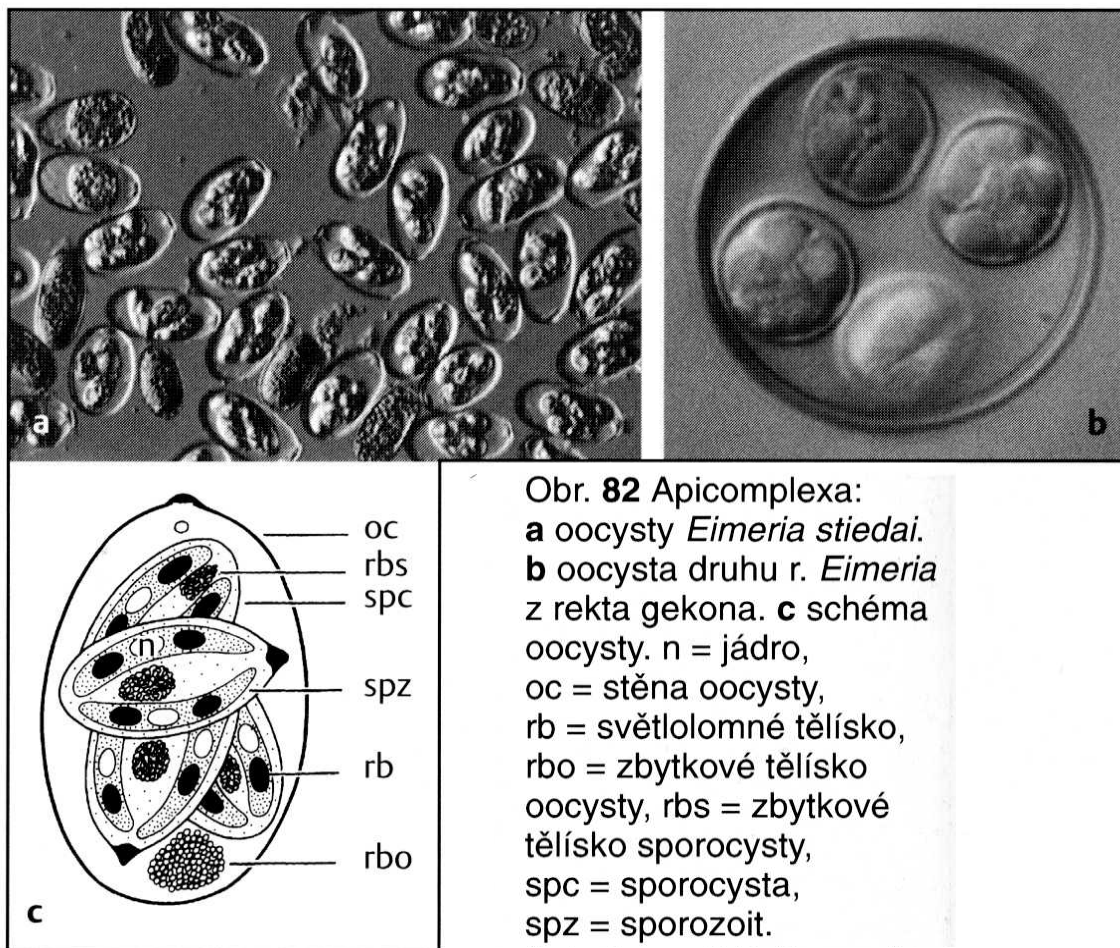 a
b
oc
rbs
spc
n
spz
rb
rbo
c
Obr. 82 Apicomplexa:
a oocysty Eimeria stiedai.
b oocysta druhu r. Eimeria
z rekta gekona. c schéma
oocysty. n = jádro,
oc = stěna oocysty,
rb = světlolomné tělísko,
rbo = zbytkové tělísko
oocysty, rbs = zbytkové
tělísko sporocysty,
spc = sporocysta,
spz = sporozoit.